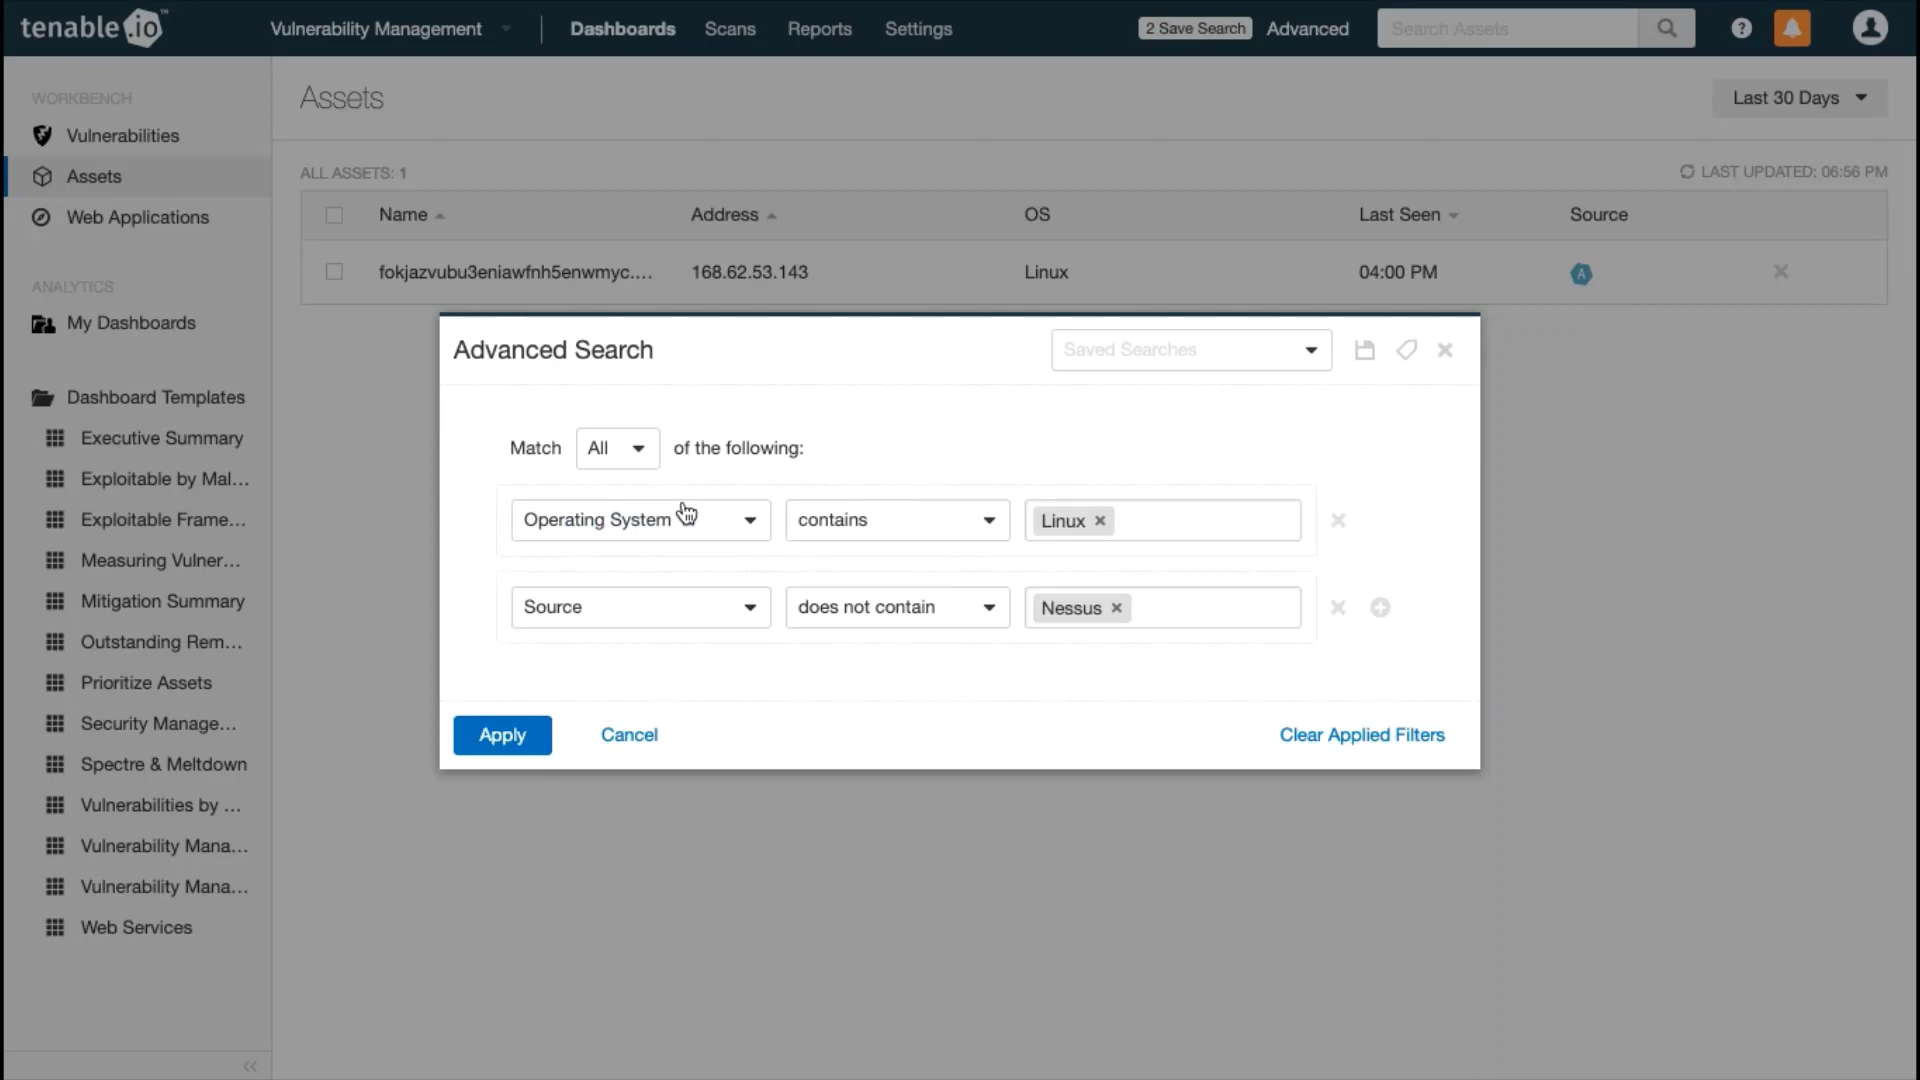 tenable.io™
Vulnerability Management
Dashboards
Scans
Reports
Settings
2 Save Search
Advanced
Search Assets
?
WORKBENCH
Vulnerabilities
Assets
Web Applications
ANALYTICS
My Dashboards
Dashboard Templates
Executive Summary
Exploitable by Mal...
Exploitable Frame...
Measuring Vulner...
Mitigation Summary
Outstanding Rem...
Prioritize Assets
Security Manage...
Spectre & Meltdown
Vulnerabilities by ...
Vulnerability Mana...
Vulnerability Mana...
Web Services
Assets
Last 30 Days
ALL ASSETS: 1
LAST UPDATED: 06:56 PM
Name Address OS Last Seen Source
fokjazvubu3eniawfnh5enwmyc.... 168.62.53.143 Linux 04:00 PM A
Advanced Search
Saved Searches
Match All of the following:
Operating System contains Linux
Source does not contain Nessus
Apply Cancel Clear Applied Filters